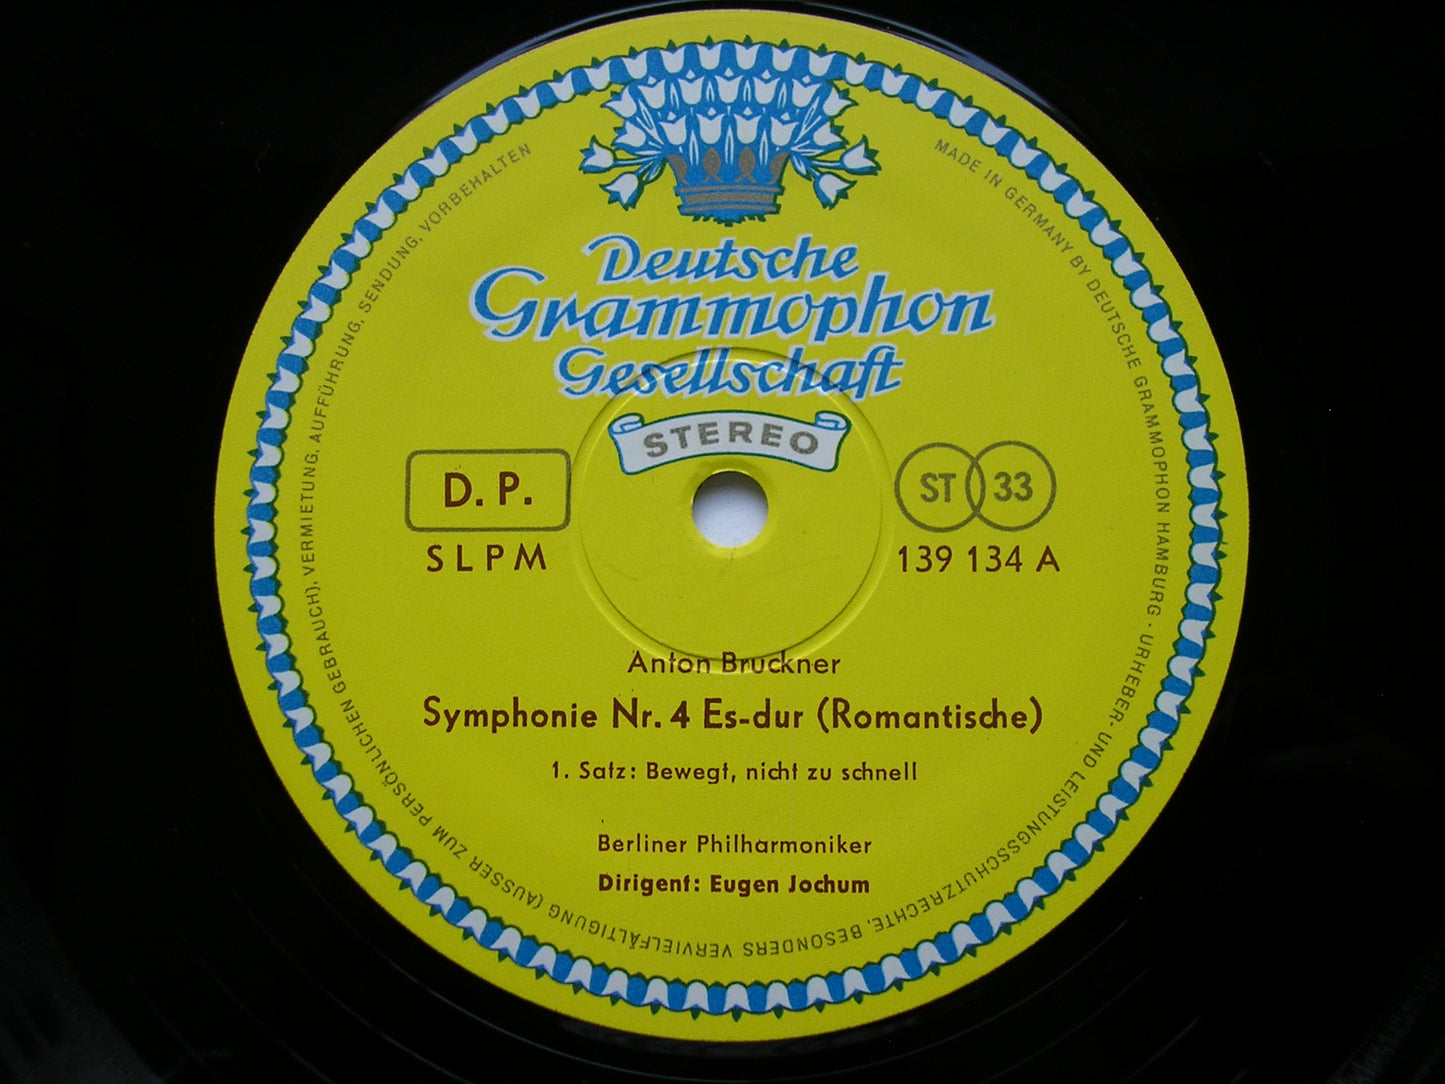 Deutsche
Grammophon
Gesellschaft
STEREO
D. P.
SLPM
ST 33
139 134 A
Anton Bruckner
Symphonie Nr. 4 Es-dur (Romantische)
1. Satz: Bewegt, nicht zu schnell
Berliner Philharmoniker
Dirigent: Eugen Jochum
MADE IN GERMANY BY DEUTSCHE GRAMMOPHON HAMBURG · URHEBER- UND LEISTUNGSSCHUTZRECHTE, BESONDERS VERVIELFÄLTIGUNG (AUSSER ZUM PERSÖNLICHEN GEBRAUCH), VERMIETUNG, AUFFÜHRUNG, SENDUNG, VORBEHALTEN